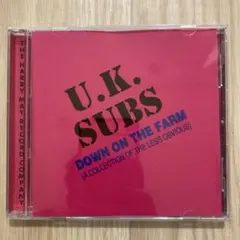 THE HARRY MAY RECORD COMPANY
U.K.
SUBS
DOWN ON THE FARM
(A COLLECTION OF THE LESS OBVIOUS)